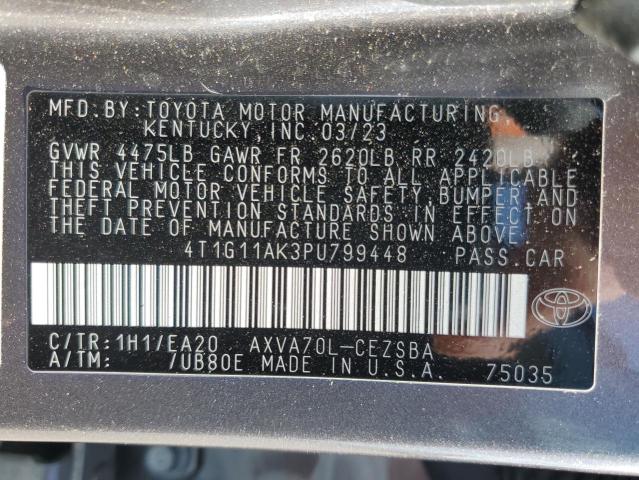 MFD.BY: TOYOTA MOTOR MANUFACTURING
KENTUCKY, INC 03/23
GVWR 4475LB GAWR FR 2620LB RR 2420LB
THIS VEHICLE CONFORMS TO ALL APPLICABLE
FEDERAL MOTOR VEHICLE SAFETY, BUMPER AND
THEFT PREVENTION STANDARDS IN EFFECT ON
THE DATE OF MANUFACTURE SHOWN ABOVE.
4T1G11AK3PU799448 PASS.CAR
C/TR:1H1/EA20 AXVA70L-CEZSBA
A/TM: 7UB80E MADE IN U.S.A. 75035